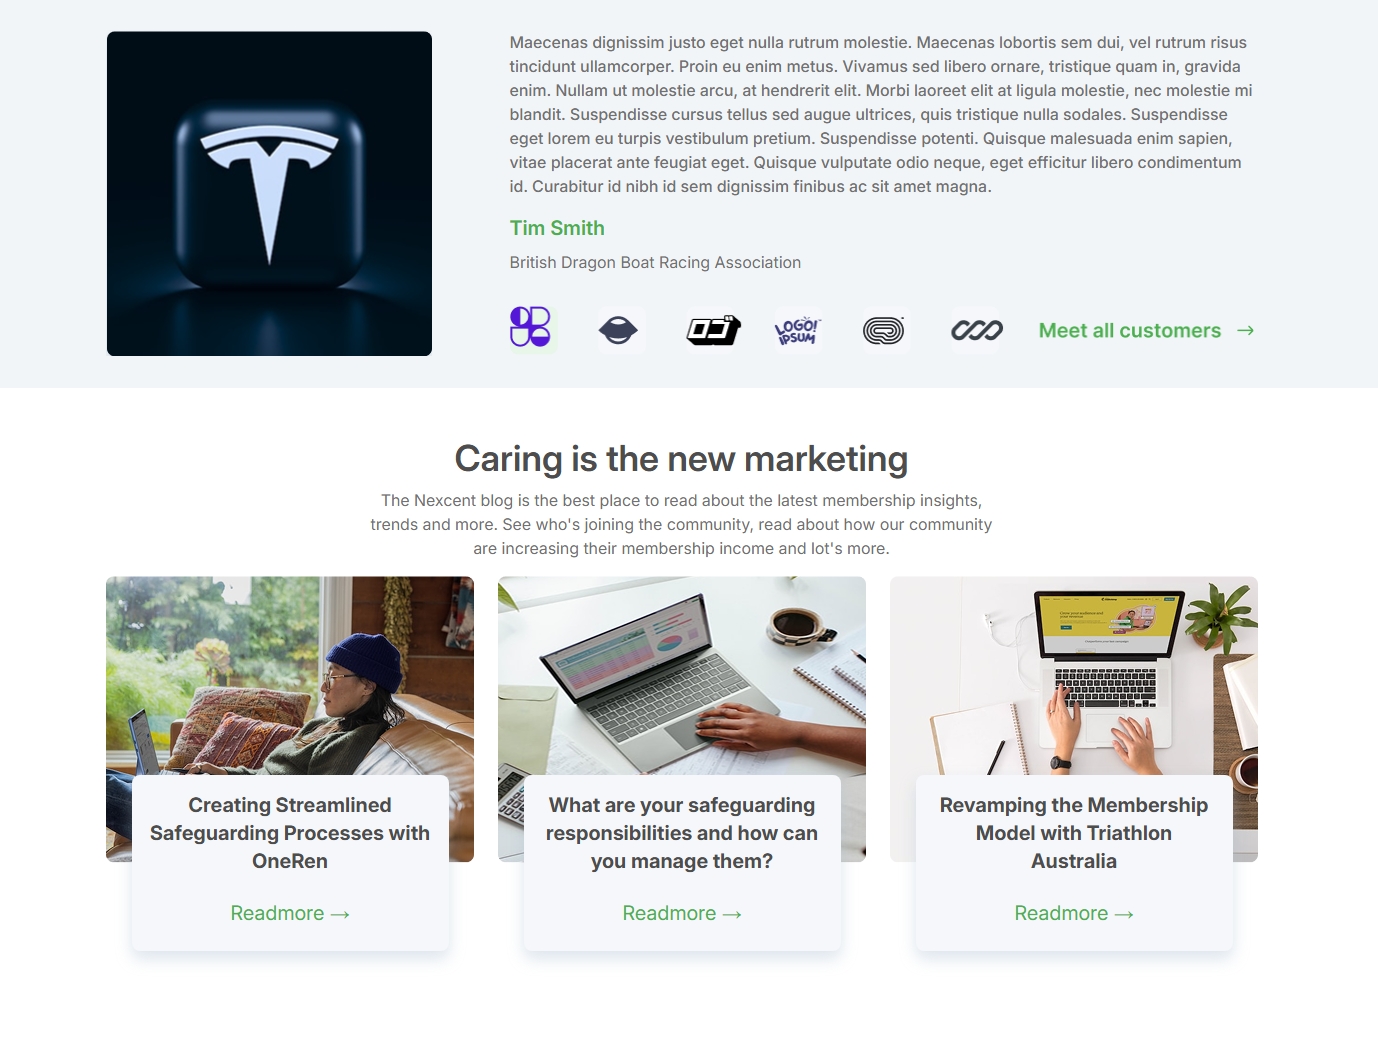 Maecenas dignissim justo eget nulla rutrum molestie. Maecenas lobortis sem dui, vel rutrum risus
tincidunt ullamcorper. Proin eu enim metus. Vivamus sed libero ornare, tristique quam in, gravida
enim. Nullam ut molestie arcu, at hendrerit elit. Morbi laoreet elit at ligula molestie, nec molestie mi
blandit. Suspendisse cursus tellus sed augue ultrices, quis tristique nulla sodales. Suspendisse
eget lorem eu turpis vestibulum pretium. Suspendisse potenti. Quisque malesuada enim sapien,
vitae placerat ante feugiat eget. Quisque vulputate odio neque, eget efficitur libero condimentum
id. Curabitur id nibh id sem dignissim finibus ac sit amet magna.
Tim Smith
British Dragon Boat Racing Association
LOGO!
IPSUM
Meet all customers →
Caring is the new marketing
The Nexcent blog is the best place to read about the latest membership insights,
trends and more. See who's joining the community, read about how our community
are increasing their membership income and lot's more.
Creating Streamlined
Safeguarding Processes with
OneRen
Readmore →
What are your safeguarding
responsibilities and how can
you manage them?
Readmore →
Revamping the Membership
Model with Triathlon
Australia
Readmore →